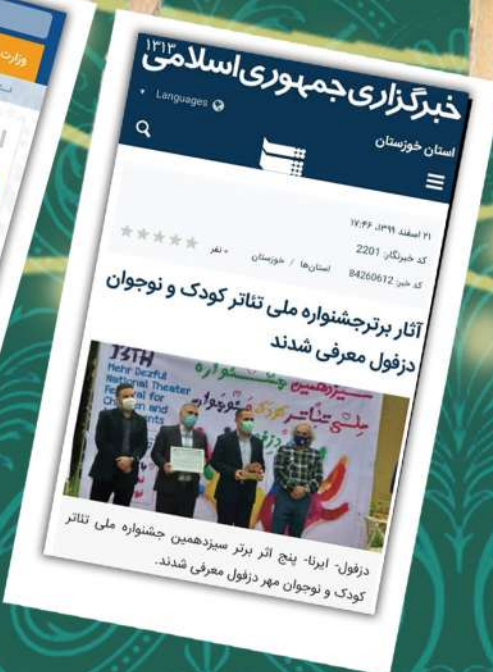 وزارت
خبرگزاری جمهوری اسلامی
۱۳۱۳
Languages
استان خوزستان
۲۱ اسفند ۱۳۹۹، ۱۷:۴۶
کد خبرنگار: 2201
کد خبر: 84260612
استان‌ها / خوزستان
۰ نفر
آثار برترجشنواره ملی تئاتر کودک و نوجوان
دزفول معرفی شدند
13TH
Mehr Dezful
National Theater
Festival for
Children and
سیزدهمین جشنواره
ملی تئاتر کودک و نوجوان
دزفول
دزفول- ایرنا- پنج اثر برتر سیزدهمین جشنواره ملی تئاتر
کودک و نوجوان مهر دزفول معرفی شدند.